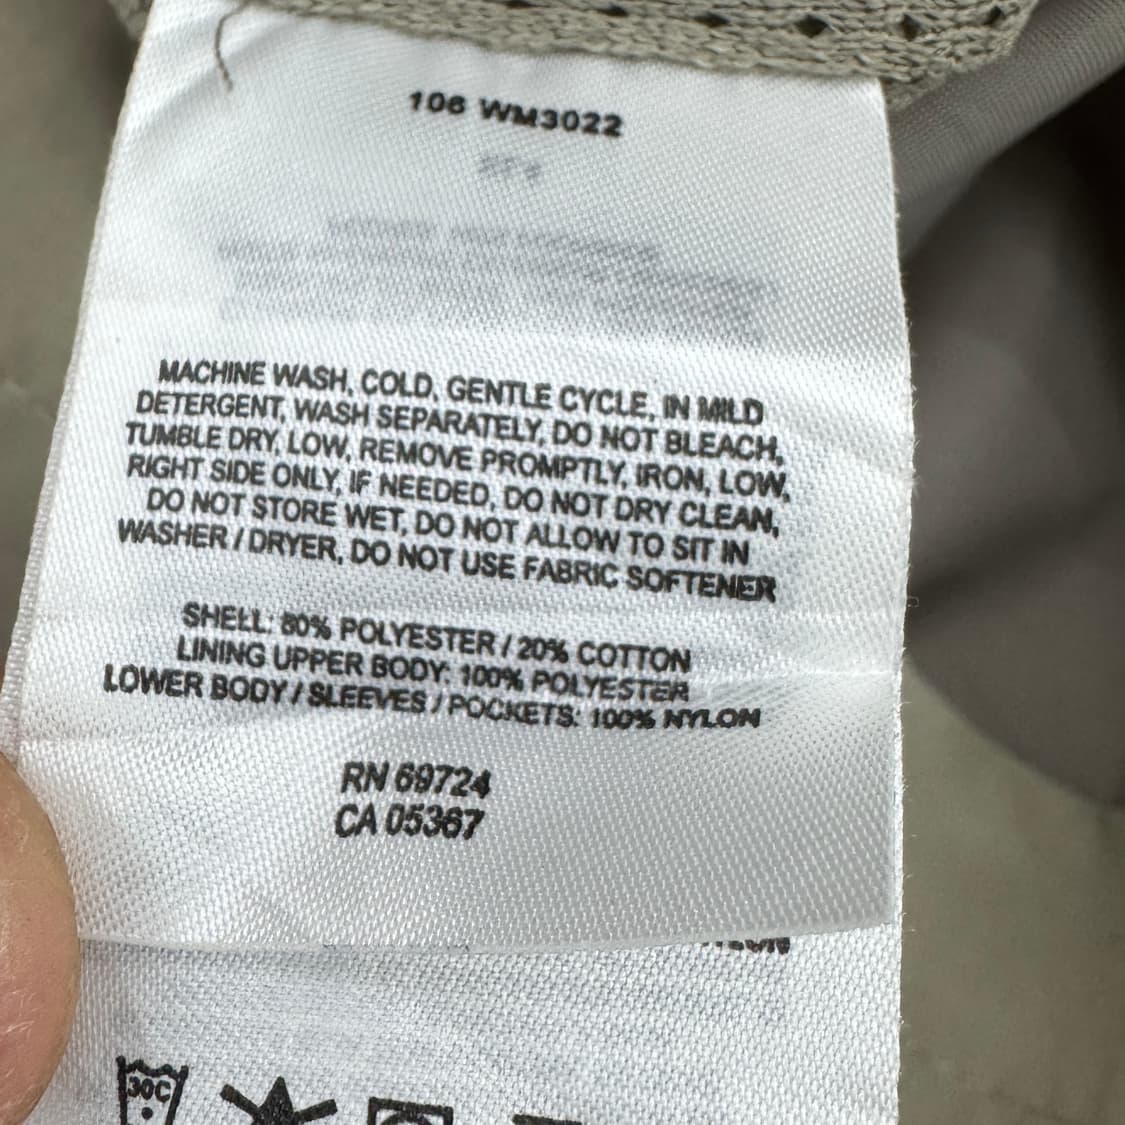 106 WM3022
MACHINE WASH, COLD, GENTLE CYCLE, IN MILD
DETERGENT, WASH SEPARATELY, DO NOT BLEACH,
TUMBLE DRY, LOW, REMOVE PROMPTLY, IRON, LOW,
RIGHT SIDE ONLY, IF NEEDED, DO NOT DRY CLEAN,
DO NOT STORE WET, DO NOT ALLOW TO SIT IN
WASHER / DRYER, DO NOT USE FABRIC SOFTENER
SHELL: 80% POLYESTER / 20% COTTON
LINING UPPER BODY: 100% POLYESTER
LOWER BODY / SLEEVES / POCKETS: 100% NYLON
RN 69724
CA 05367
30C